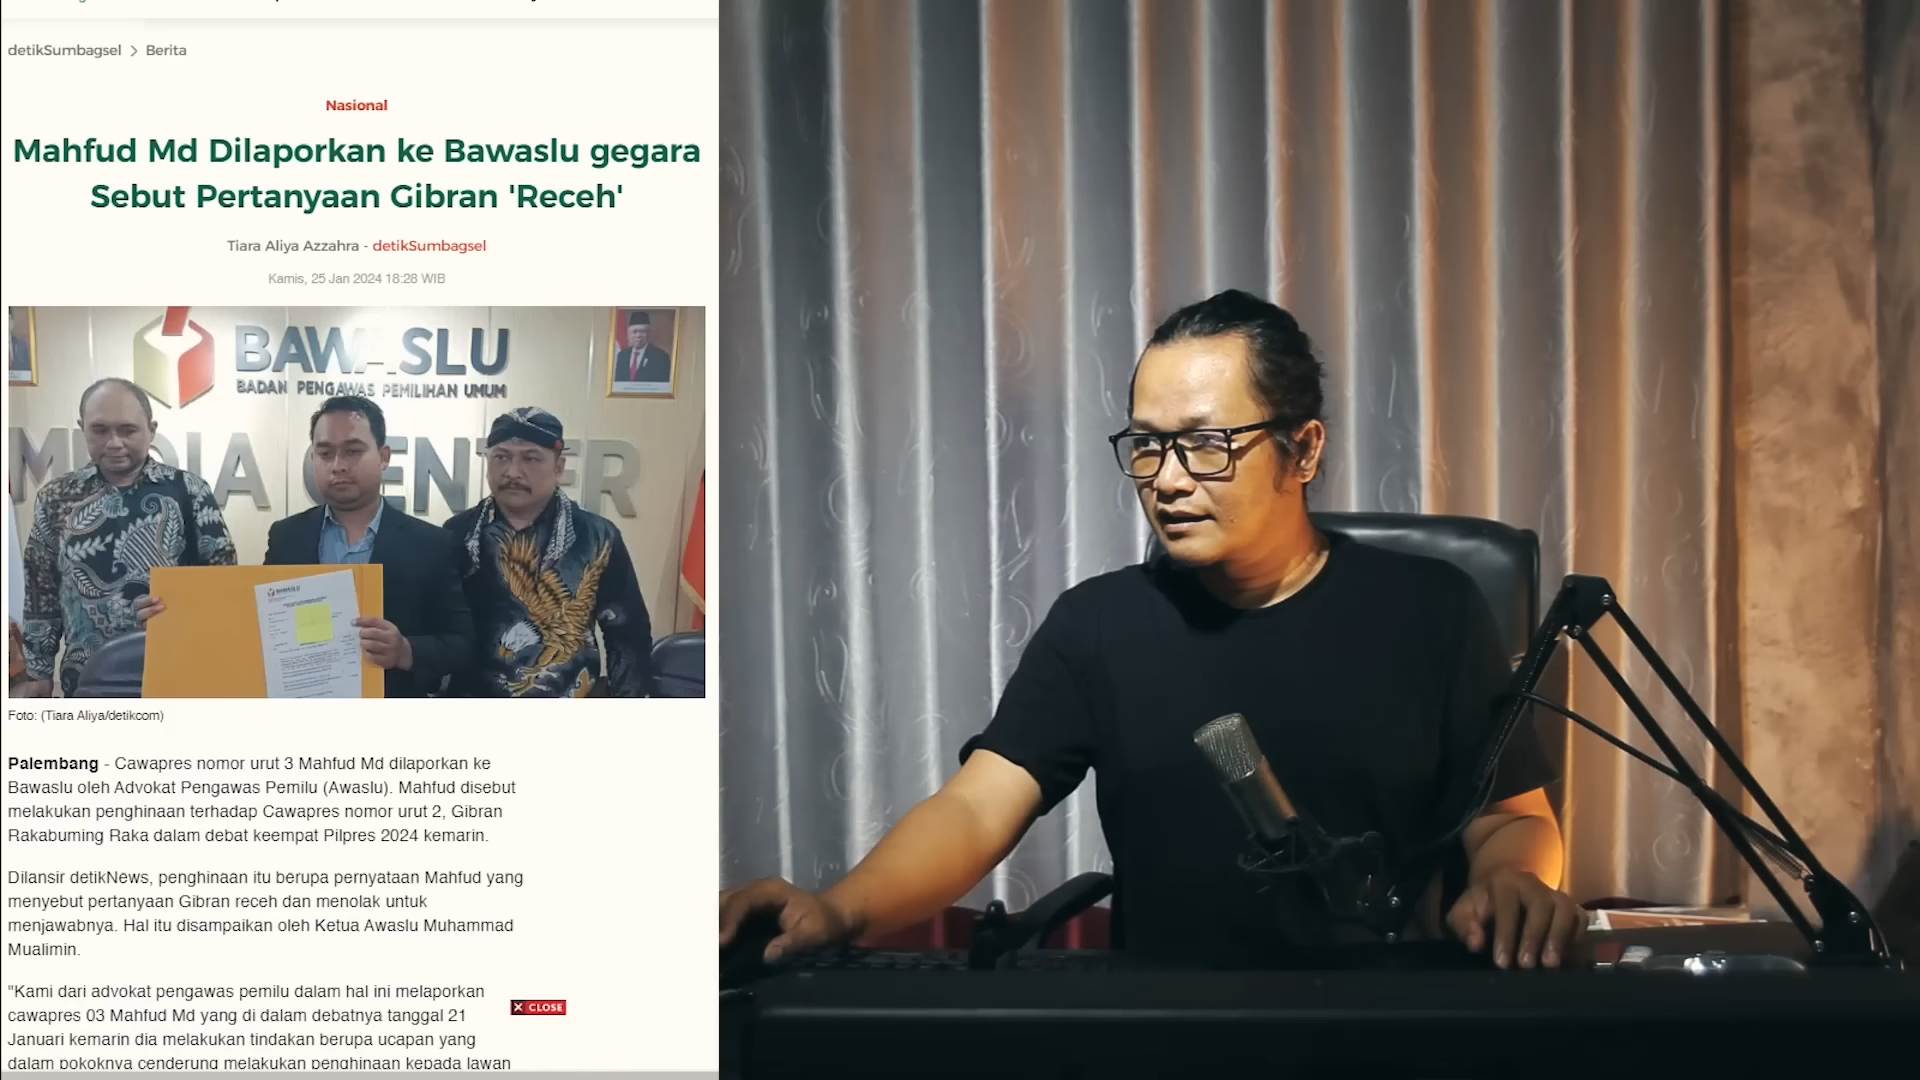 detikSumbagsel > Berita
Nasional
Mahfud Md Dilaporkan ke Bawaslu gegara
Sebut Pertanyaan Gibran 'Receh'
Tiara Aliya Azzahra - detikSumbagsel
Kamis, 25 Jan 2024 18:28 WIB
BAWASLU
BADAN PENGAWAS PEMILIHAN UMUM
MEDIA CENTER
BAWASLU
Foto: (Tiara Aliya/detikcom)
Palembang - Cawapres nomor urut 3 Mahfud Md dilaporkan ke
Bawaslu oleh Advokat Pengawas Pemilu (Awaslu). Mahfud disebut
melakukan penghinaan terhadap Cawapres nomor urut 2, Gibran
Rakabuming Raka dalam debat keempat Pilpres 2024 kemarin.
Dilansir detikNews, penghinaan itu berupa pernyataan Mahfud yang
menyebut pertanyaan Gibran receh dan menolak untuk
menjawabnya. Hal itu disampaikan oleh Ketua Awaslu Muhammad
Mualimin.
"Kami dari advokat pengawas pemilu dalam hal ini melaporkan
cawapres 03 Mahfud Md yang di dalam debatnya tanggal 21
Januari kemarin dia melakukan tindakan berupa ucapan yang
dalam pokoknya cenderung melakukan penghinaan kepada lawan
X CLOSE